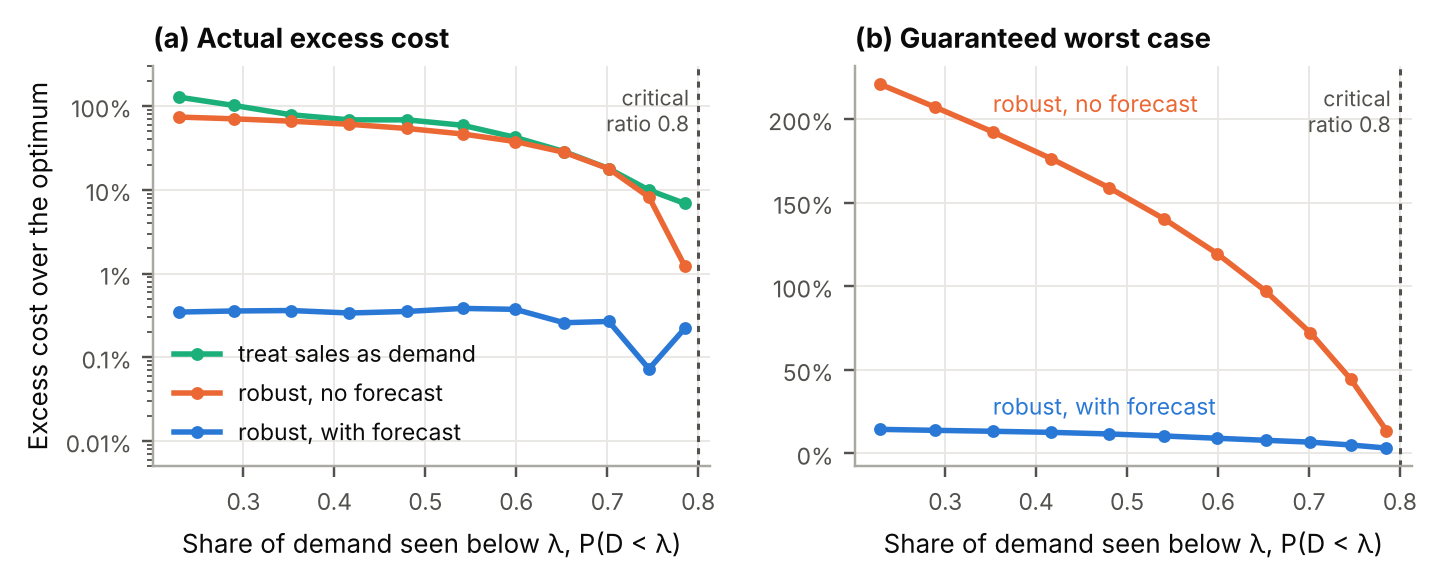 (a) Actual excess cost
Excess cost over the optimum
100%
10%
1%
0.1%
0.01%
critical
ratio 0.8
treat sales as demand
robust, no forecast
robust, with forecast
0.3 0.4 0.5 0.6 0.7 0.8
Share of demand seen below λ, P(D < λ)
(b) Guaranteed worst case
200%
150%
100%
50%
0%
robust, no forecast
critical
ratio 0.8
robust, with forecast
0.3 0.4 0.5 0.6 0.7 0.8
Share of demand seen below λ, P(D < λ)